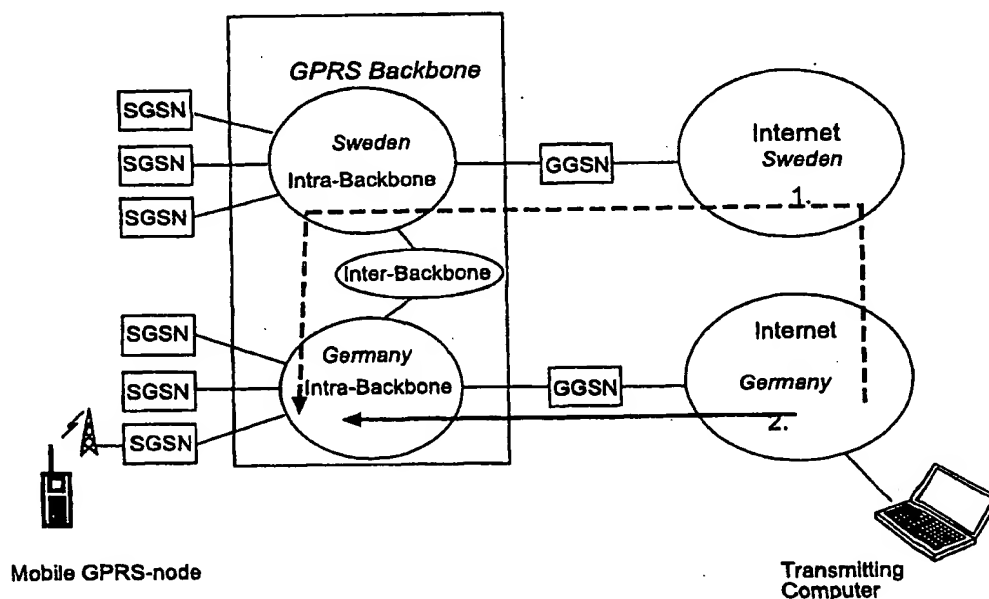 GPRS Backbone
SGSN
SGSN
SGSN
Sweden
Intra-Backbone
GGSN
Internet
Sweden
1.
Inter-Backbone
SGSN
SGSN
SGSN
Germany
Intra-Backbone
GGSN
Internet
Germany
2.
Mobile GPRS-node
Transmitting
Computer